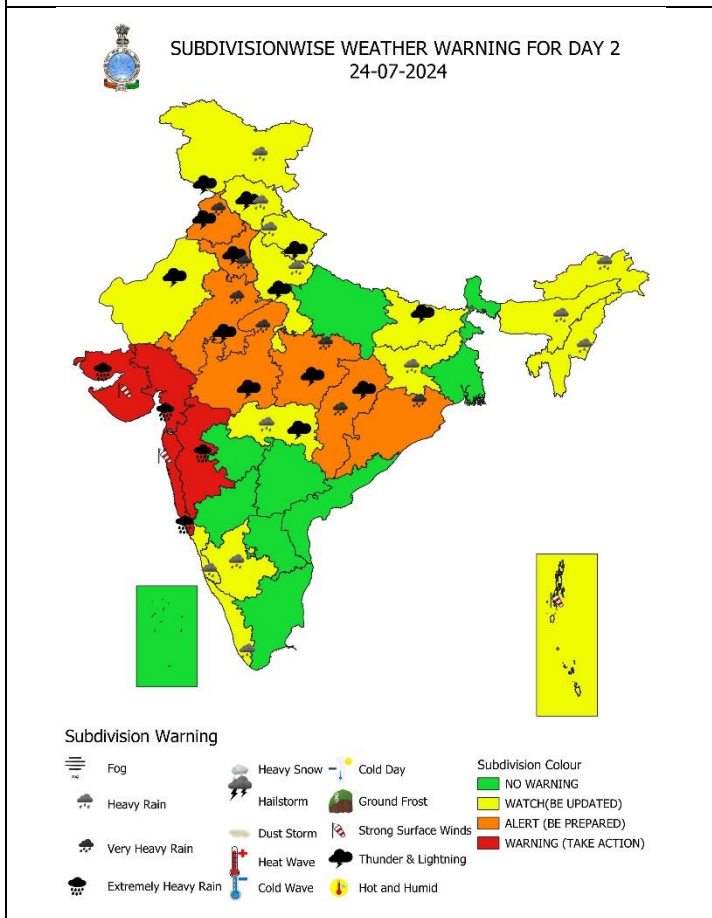 SUBDIVISIONWISE WEATHER WARNING FOR DAY 2
24-07-2024
Subdivision Warning
Fog
Heavy Rain
Very Heavy Rain
Extremely Heavy Rain
Heavy Snow
Hailstorm
Dust Storm
Heat Wave
Cold Wave
Cold Day
Ground Frost
Strong Surface Winds
Thunder & Lightning
Hot and Humid
Subdivision Colour
NO WARNING
WATCH(BE UPDATED)
ALERT (BE PREPARED)
WARNING (TAKE ACTION)